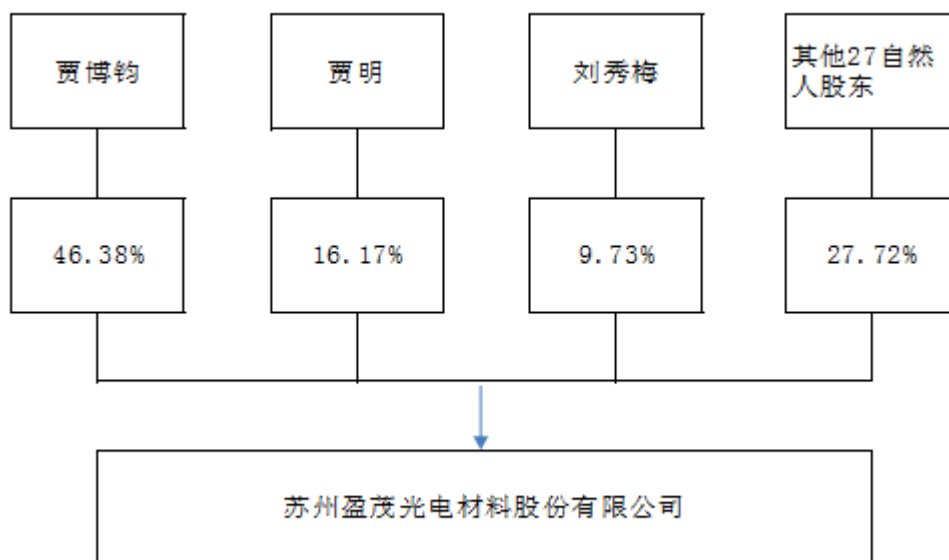 贾博钧
贾明
刘秀梅
其他27自然
人股东
46.38%
16.17%
9.73%
27.72%
苏州盈茂光电材料股份有限公司